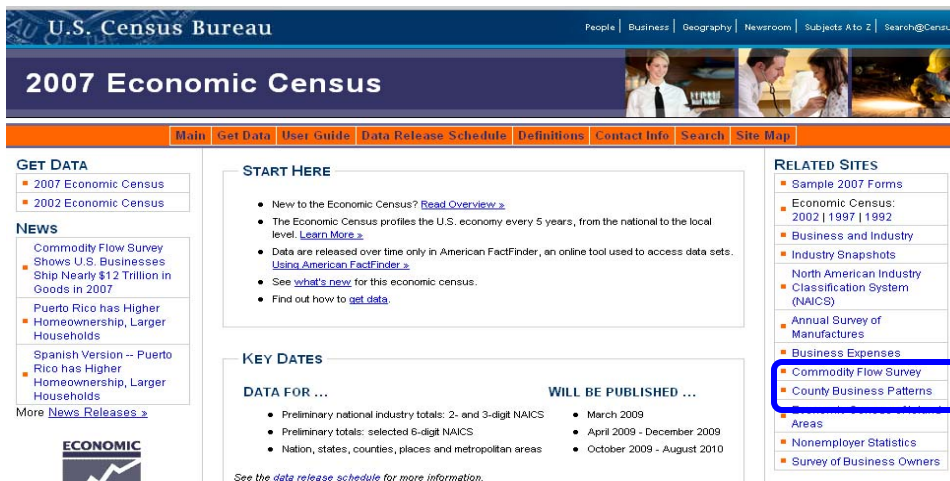 U.S. Census Bureau
People | Business | Geography | Newsroom | Subjects A to Z | Search@Censu
2007 Economic Census
Main Get Data User Guide Data Release Schedule Definitions Contact Info Search Site Map
GET DATA
2007 Economic Census
2002 Economic Census
NEWS
Commodity Flow Survey
Shows U.S. Businesses
Ship Nearly $12 Trillion in
Goods in 2007
Puerto Rico has Higher
Homeownership, Larger
Households
Spanish Version -- Puerto
Rico has Higher
Homeownership, Larger
Households
More News Releases »
ECONOMIC
START HERE
New to the Economic Census? Read Overview »
The Economic Census profiles the U.S. economy every 5 years, from the national to the local
level. Learn More »
Data are released over time only in American FactFinder, an online tool used to access data sets.
Using American FactFinder »
See what's new for this economic census.
Find out how to get data.
KEY DATES
DATA FOR ...
Preliminary national industry totals: 2- and 3-digit NAICS
Preliminary totals: selected 6-digit NAICS
Nation, states, counties, places and metropolitan areas
WILL BE PUBLISHED ...
March 2009
April 2009 - December 2009
October 2009 - August 2010
See the data release schedule for more information.
RELATED SITES
Sample 2007 Forms
Economic Census:
2002 | 1997 | 1992
Business and Industry
Industry Snapshots
North American Industry
Classification System
(NAICS)
Annual Survey of
Manufactures
Business Expenses
Commodity Flow Survey
County Business Patterns
Economic Census of Island
Areas
Nonemployer Statistics
Survey of Business Owners